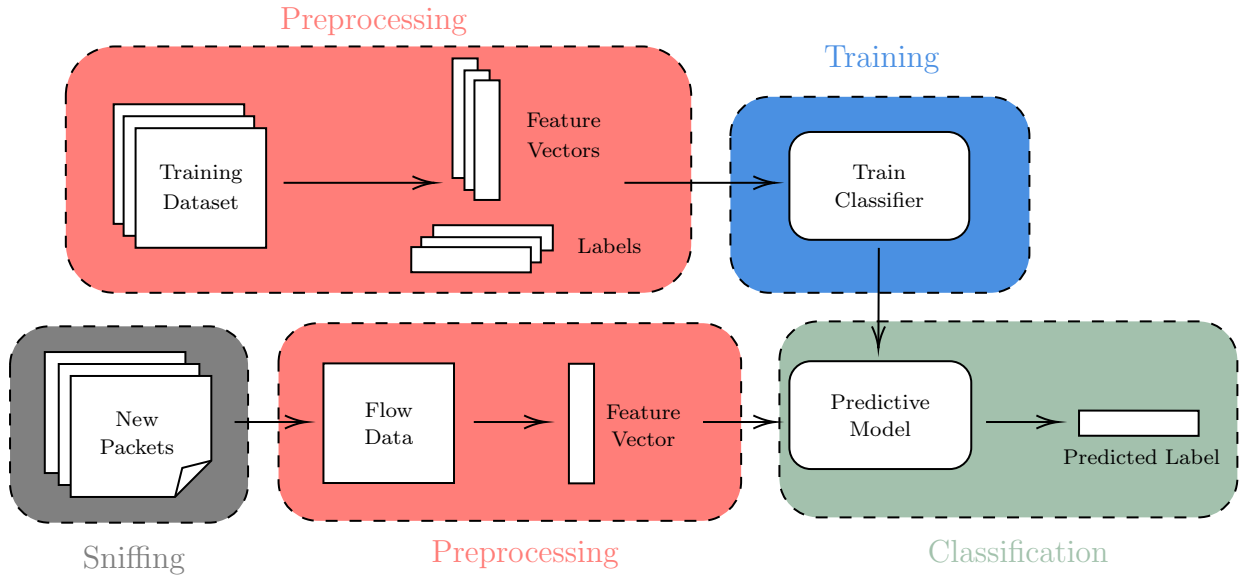 Preprocessing
Training
Training
Dataset
Feature
Vectors
Labels
Train
Classifier
New
Packets
Flow
Data
Feature
Vector
Predictive
Model
Predicted Label
Sniffing
Preprocessing
Classification